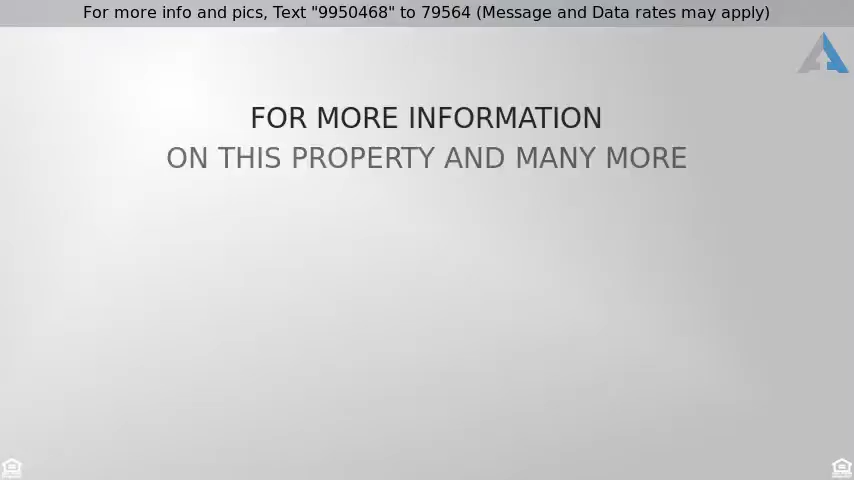 For more info and pics, Text "9950468" to 79564 (Message and Data rates may apply)
FOR MORE INFORMATION
ON THIS PROPERTY AND MANY MORE